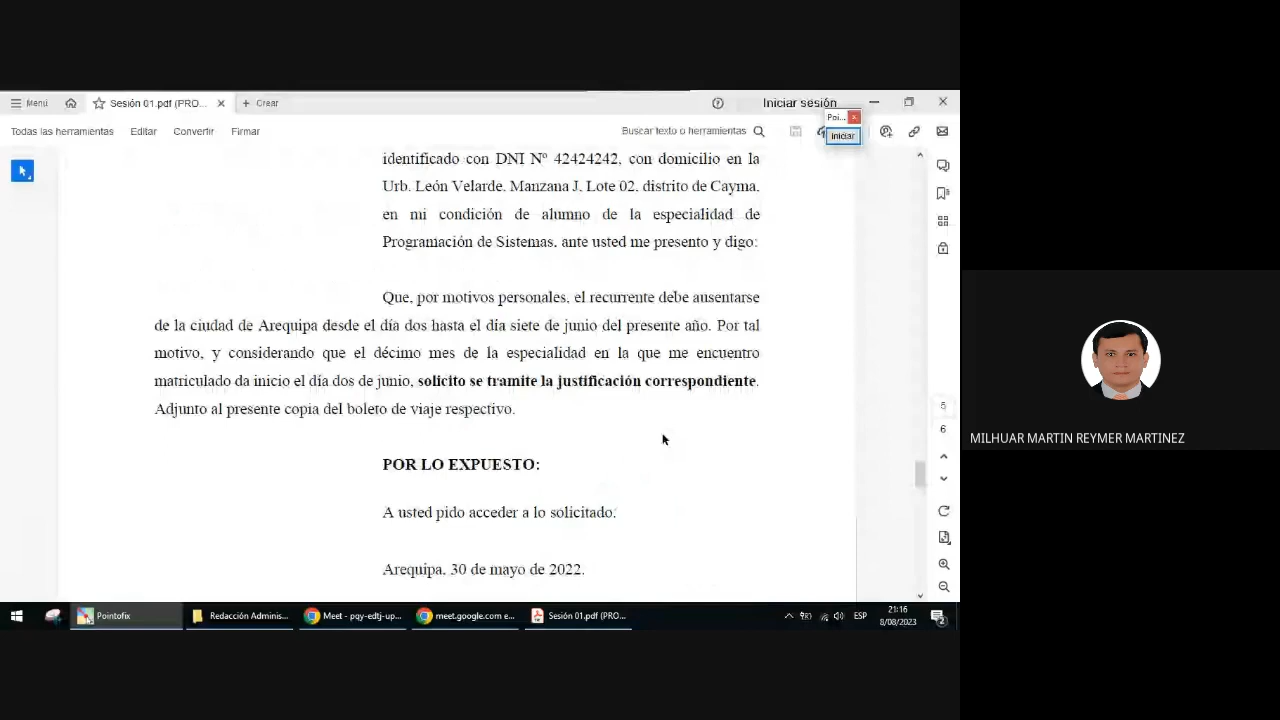 Menú
Sesión 01.pdf (PRO...
Crear
Iniciar sesión
Todas las herramientas
Editar
Convertir
Firmar
Buscar texto o herramientas
Poi...
Iniciar
identificado con DNI Nº 42424242, con domicilio en la
Urb. León Velarde, Manzana J, Lote 02, distrito de Cayma,
en mi condición de alumno de la especialidad de
Programación de Sistemas, ante usted me presento y digo:
Que, por motivos personales, el recurrente debe ausentarse
de la ciudad de Arequipa desde el día dos hasta el día siete de junio del presente año. Por tal
motivo, y considerando que el décimo mes de la especialidad en la que me encuentro
matriculado da inicio el día dos de junio, solicito se tramite la justificación correspondiente.
Adjunto al presente copia del boleto de viaje respectivo.
POR LO EXPUESTO:
A usted pido acceder a lo solicitado.
Arequipa, 30 de mayo de 2022.
5
6
MILHUAR MARTIN REYMER MARTINEZ
Pointofix
Redacción Adminis...
Meet - pqy-edtj-up...
meet.google.com e...
Sesión 01.pdf (PRO...
ESP
21:16
8/08/2023
2